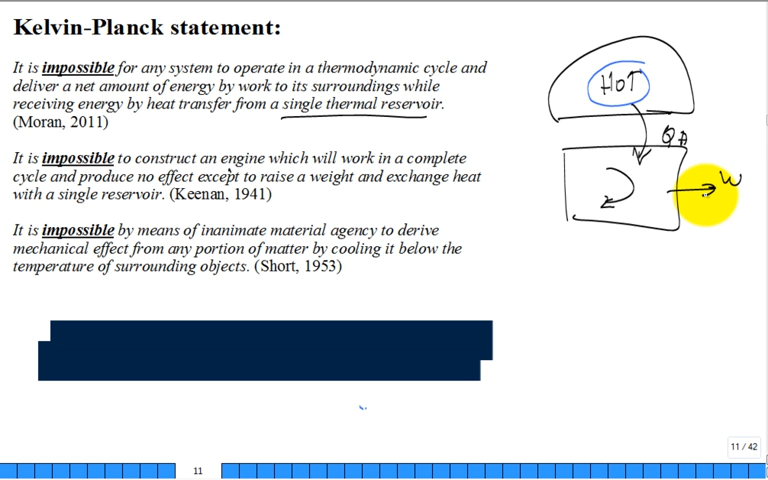 Kelvin-Planck statement:
It is impossible for any system to operate in a thermodynamic cycle and
deliver a net amount of energy by work to its surroundings while
receiving energy by heat transfer from a single thermal reservoir.
(Moran, 2011)
It is impossible to construct an engine which will work in a complete
cycle and produce no effect except to raise a weight and exchange heat
with a single reservoir. (Keenan, 1941)
It is impossible by means of inanimate material agency to derive
mechanical effect from any portion of matter by cooling it below the
temperature of surrounding objects. (Short, 1953)
HOT
QA
W
11 / 42
11